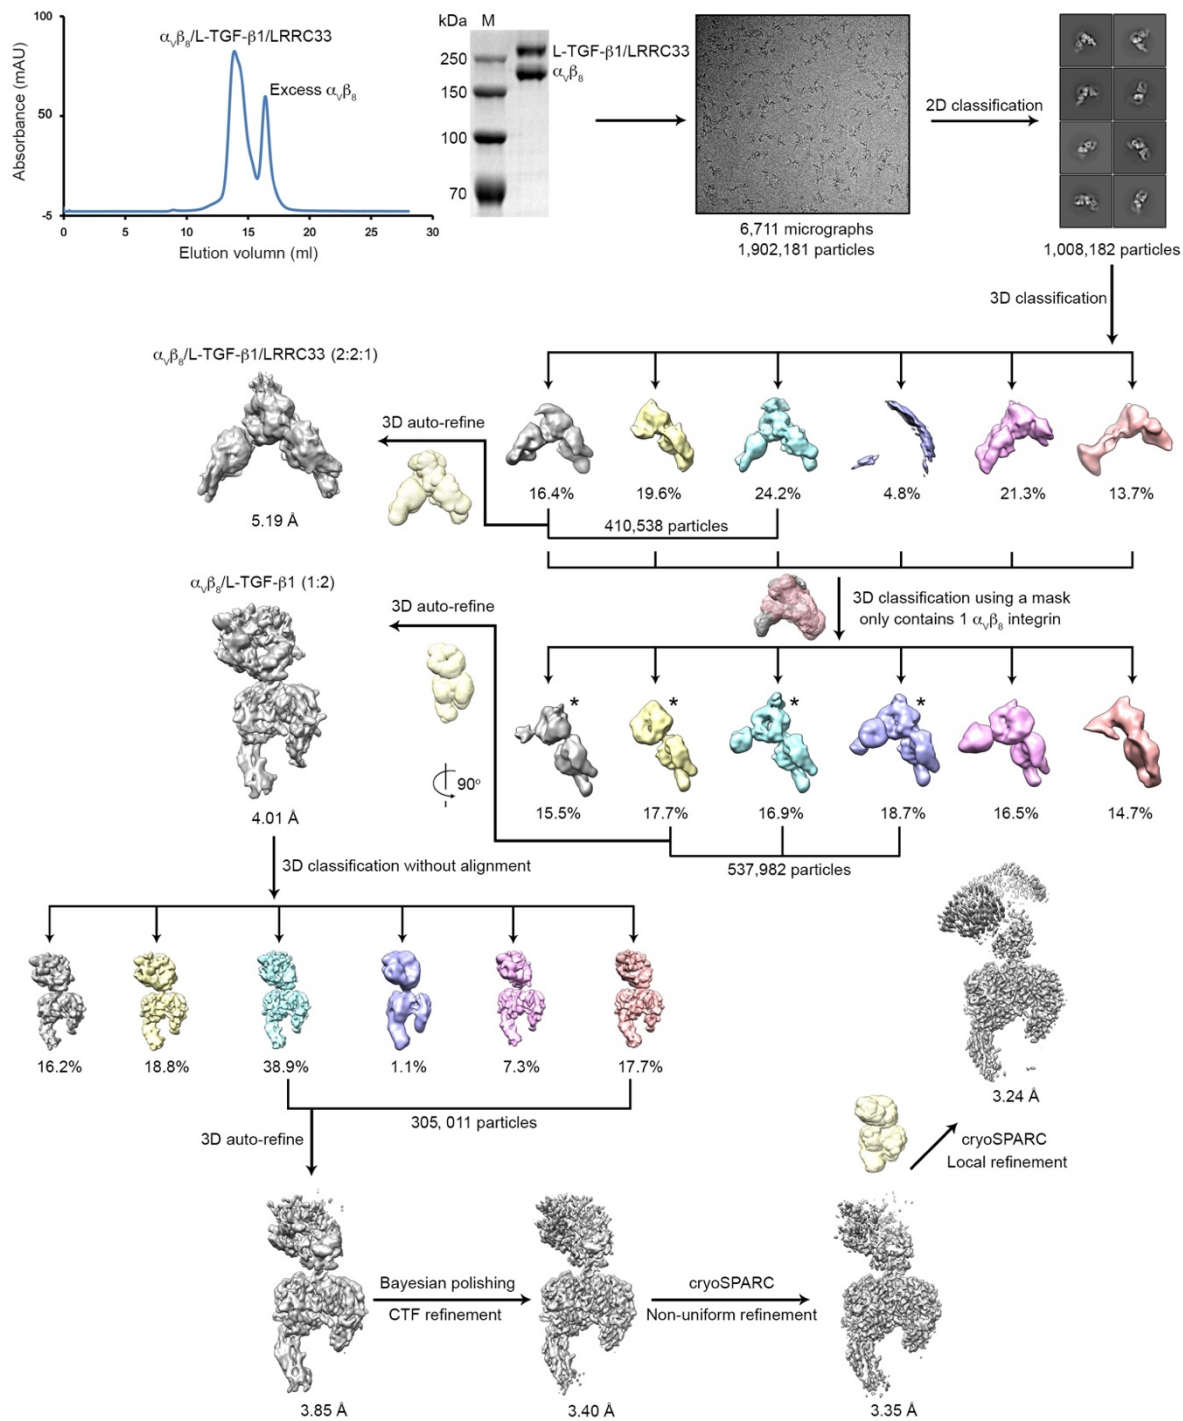 100
50
-5
Absorbance (mAU)
αVβ8/L-TGF-β1/LRRC33
Excess αVβ8
0 5 10 15 20 25 30
Elution volumn (ml)
kDa M
250
150
100
70
L-TGF-β1/LRRC33
αVβ8
6,711 micrographs
1,902,181 particles
2D classification
1,008,182 particles
3D classification
αVβ8/L-TGF-β1/LRRC33 (2:2:1)
5.19 Å
3D auto-refine
16.4% 19.6% 24.2% 4.8% 21.3% 13.7%
410,538 particles
3D classification using a mask
only contains 1 αVβ8 integrin
αVβ8/L-TGF-β1 (1:2)
4.01 Å
3D auto-refine
90o
* * * *
15.5% 17.7% 16.9% 18.7% 16.5% 14.7%
537,982 particles
3D classification without alignment
16.2% 18.8% 38.9% 1.1% 7.3% 17.7%
305, 011 particles
3D auto-refine
3.24 Å
cryoSPARC
Local refinement
Bayesian polishing
CTF refinement
cryoSPARC
Non-uniform refinement
3.85 Å 3.40 Å 3.35 Å